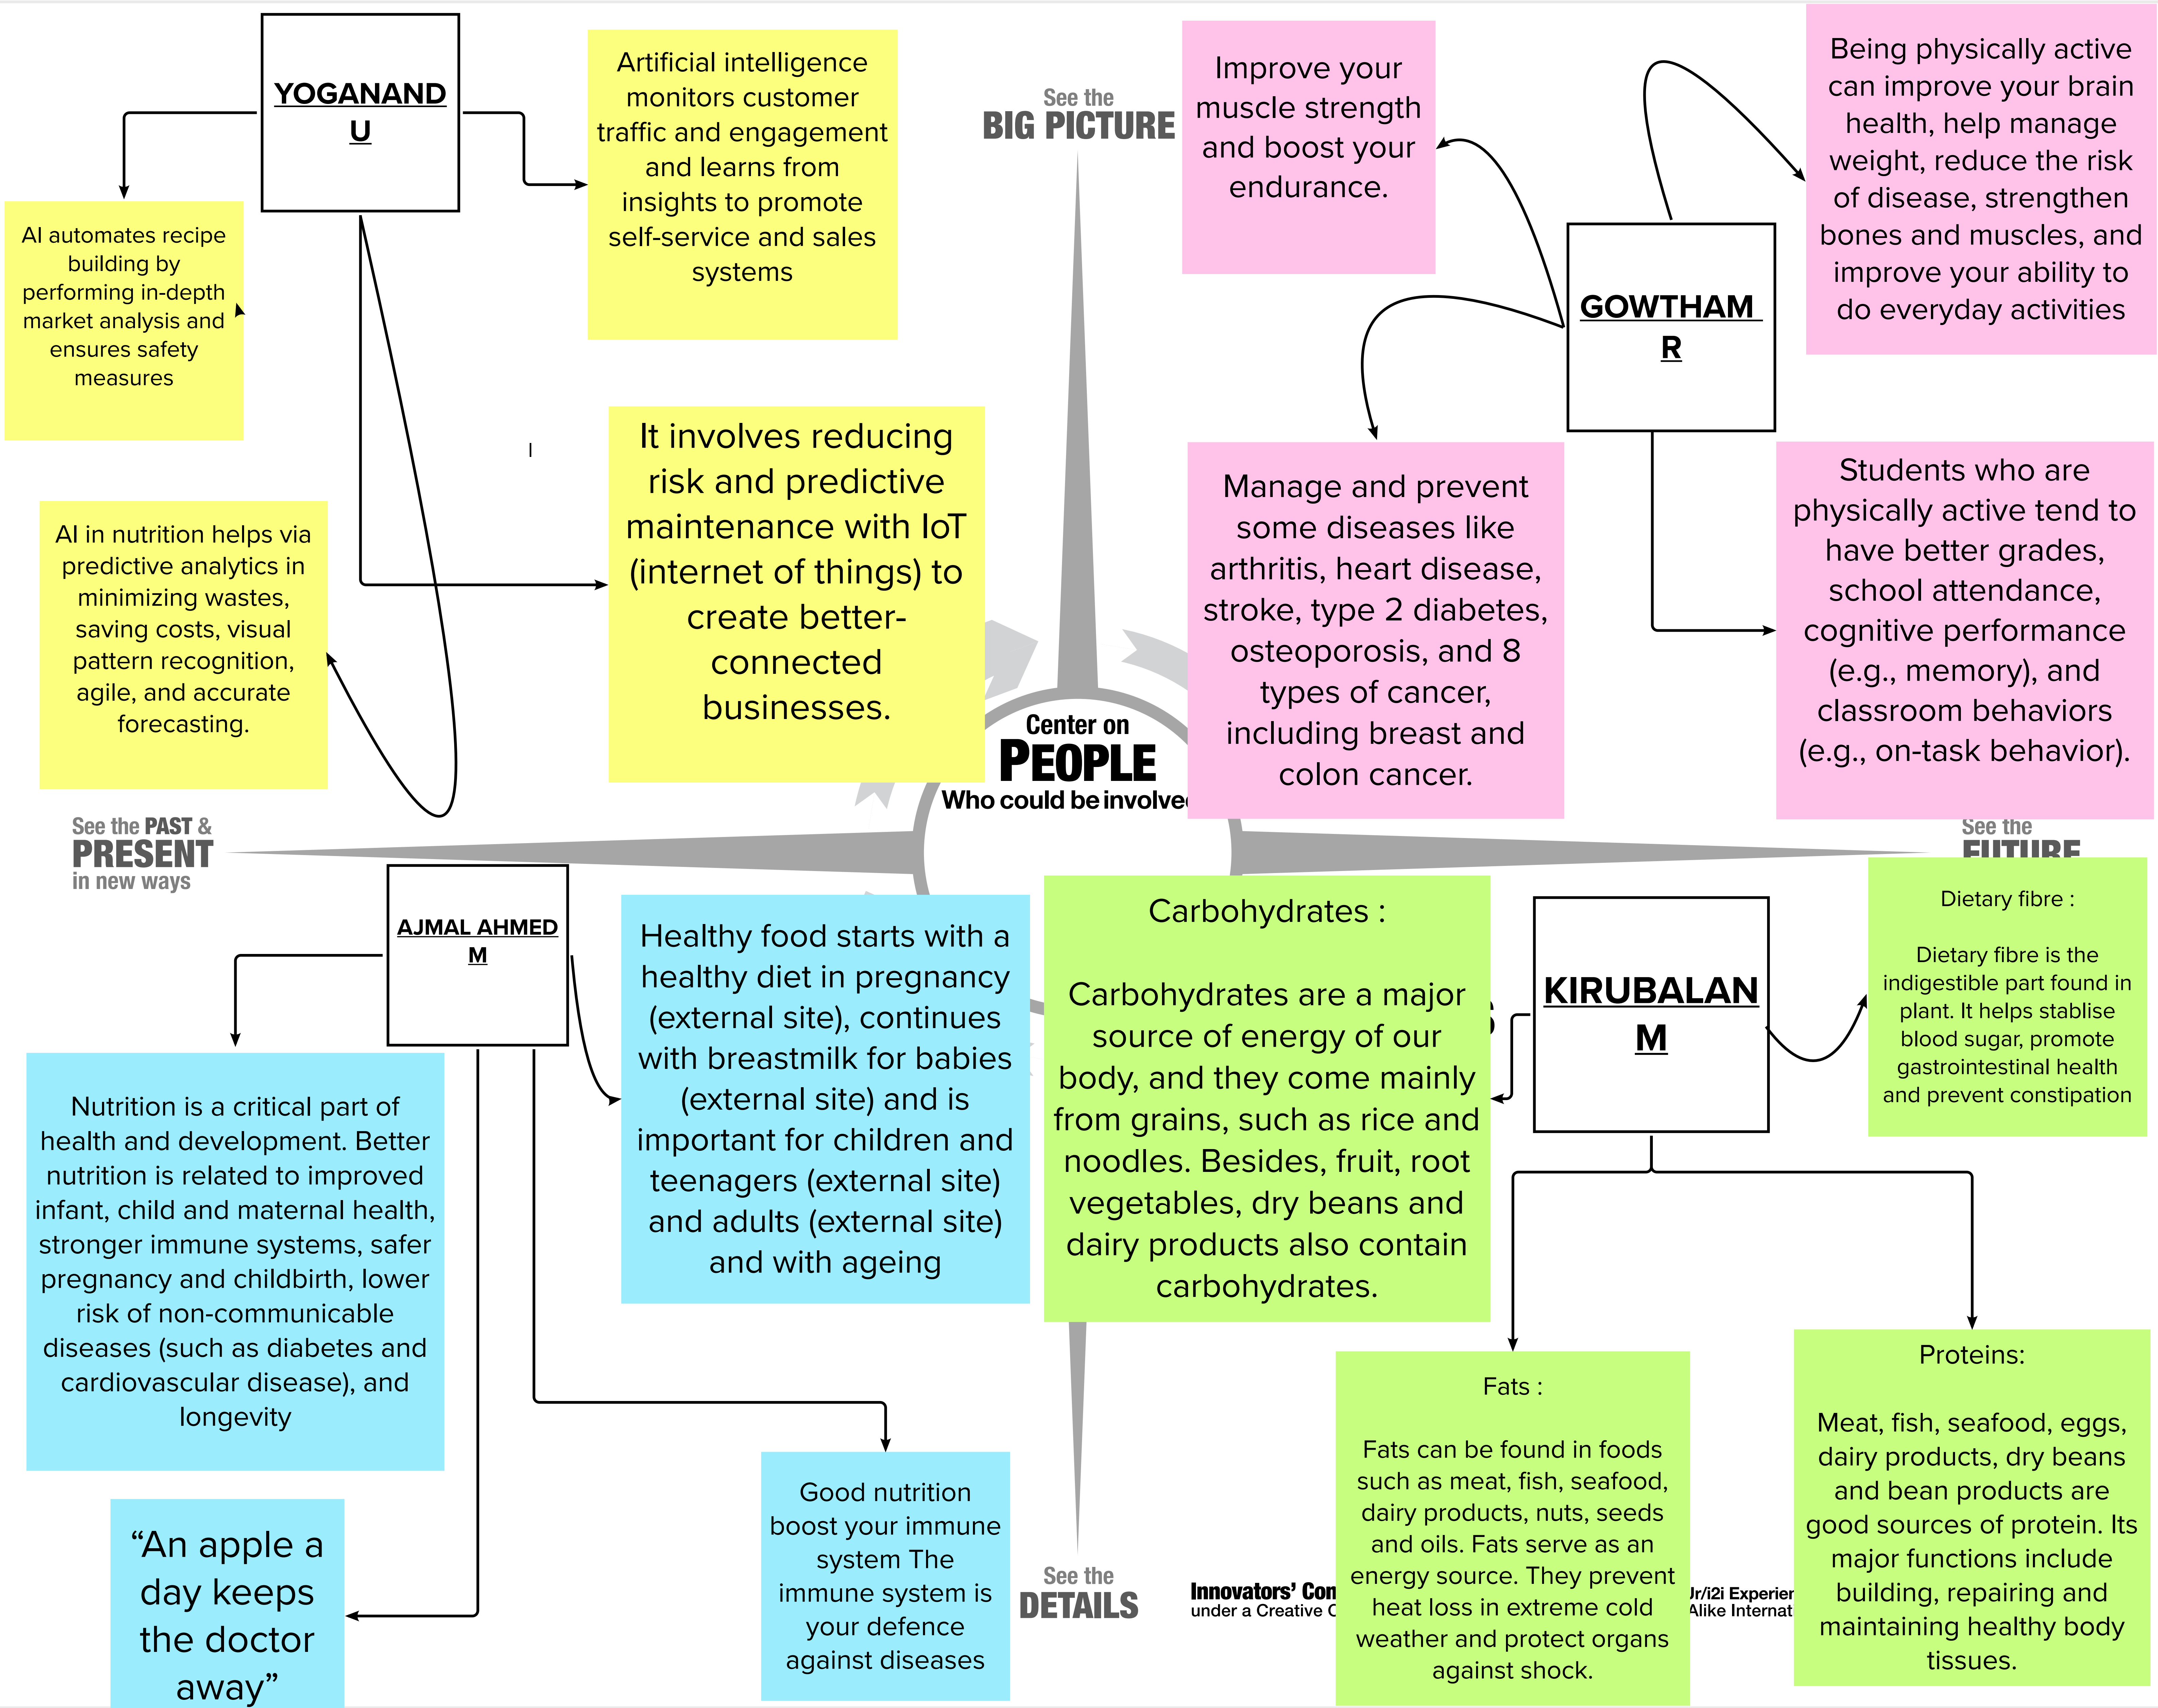 YOGANAND
U
Artificial intelligence
monitors customer
traffic and engagement
and learns from
insights to promote
self-service and sales
systems
AI automates recipe
building by
performing in-depth
market analysis and
ensures safety
measures
It involves reducing
risk and predictive
maintenance with IoT
(internet of things) to
create better-
connected
businesses.
AI in nutrition helps via
predictive analytics in
minimizing wastes,
saving costs, visual
pattern recognition,
agile, and accurate
forecasting.
See the
BIG PICTURE
Improve your
muscle strength
and boost your
endurance.
Being physically active
can improve your brain
health, help manage
weight, reduce the risk
of disease, strengthen
bones and muscles, and
improve your ability to
do everyday activities
GOWTHAM
R
Manage and prevent
some diseases like
arthritis, heart disease,
stroke, type 2 diabetes,
osteoporosis, and 8
types of cancer,
including breast and
colon cancer.
Students who are
physically active tend to
have better grades,
school attendance,
cognitive performance
(e.g., memory), and
classroom behaviors
(e.g., on-task behavior).
Center on
PEOPLE
Who could be involve
See the PAST &
PRESENT
in new ways
See the
FUTURE
AJMAL AHMED
M
Healthy food starts with a
healthy diet in pregnancy
(external site), continues
with breastmilk for babies
(external site) and is
important for children and
teenagers (external site)
and adults (external site)
and with ageing
Nutrition is a critical part of
health and development. Better
nutrition is related to improved
infant, child and maternal health,
stronger immune systems, safer
pregnancy and childbirth, lower
risk of non-communicable
diseases (such as diabetes and
cardiovascular disease), and
longevity
“An apple a
day keeps
the doctor
away”
Good nutrition
boost your immune
system The
immune system is
your defence
against diseases
Carbohydrates :
Carbohydrates are a major
source of energy of our
body, and they come mainly
from grains, such as rice and
noodles. Besides, fruit, root
vegetables, dry beans and
dairy products also contain
carbohydrates.
KIRUBALAN
M
Dietary fibre :
Dietary fibre is the
indigestible part found in
plant. It helps stablise
blood sugar, promote
gastrointestinal health
and prevent constipation
Fats :
Fats can be found in foods
such as meat, fish, seafood,
dairy products, nuts, seeds
and oils. Fats serve as an
energy source. They prevent
heat loss in extreme cold
weather and protect organs
against shock.
Proteins:
Meat, fish, seafood, eggs,
dairy products, dry beans
and bean products are
good sources of protein. Its
major functions include
building, repairing and
maintaining healthy body
tissues.
See the
DETAILS
Innovators’ Com
under a Creative C
Jr/i2i Experien
Alike Internat